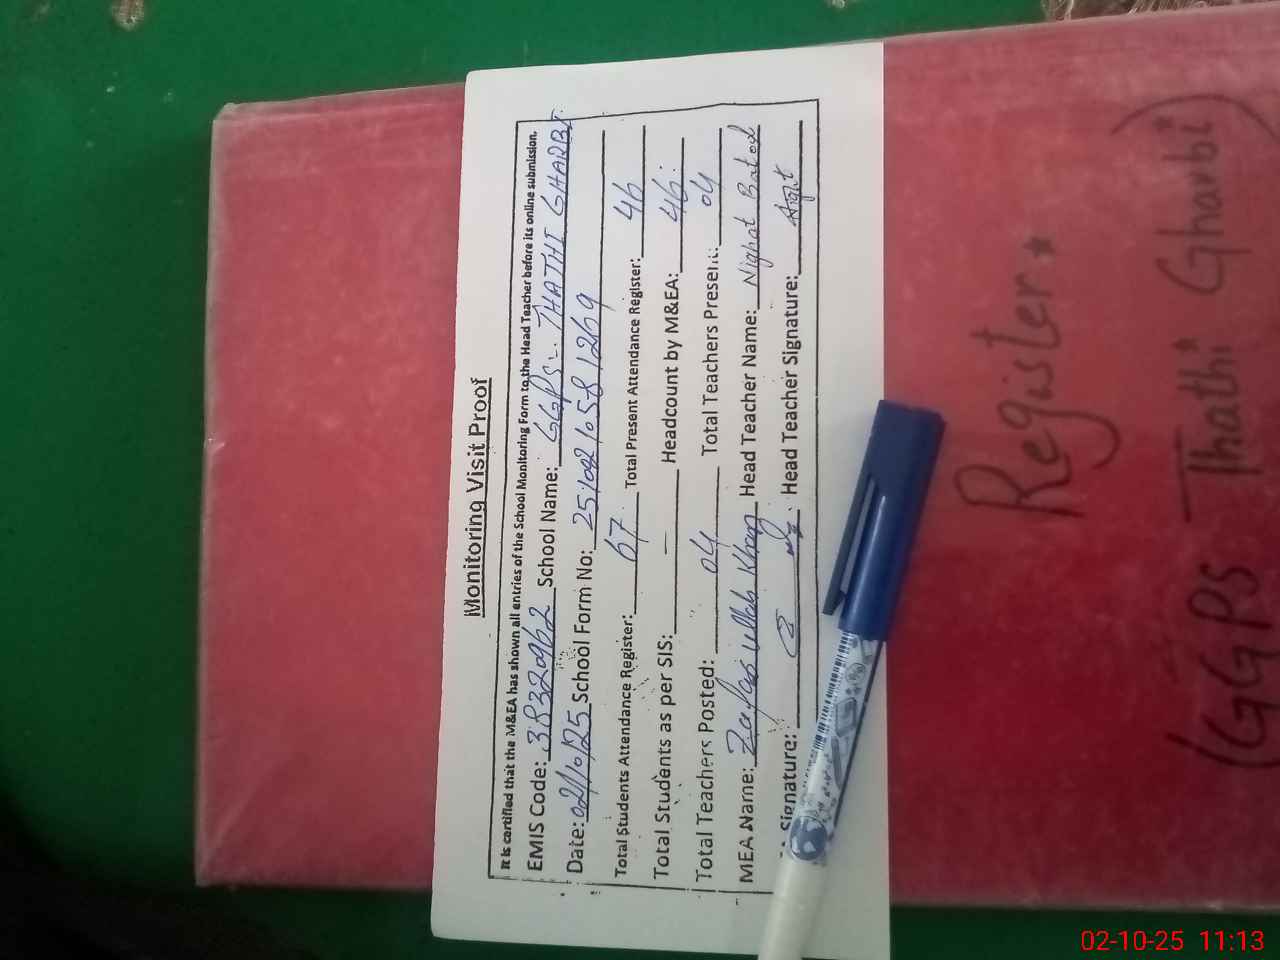 Monitoring Visit Proof
It is certified that the M&EA has shown all entries of the School Monitoring Form to the Head Teacher before its online submission.
EMIS Code: 38320962 School Name: GGPS:- THATHI GHARBI
Date: 02/10/25 School Form No: 25100210581269
Total Students Attendance Register: 67 Total Present Attendance Register: 46
Total Students as per SIS: — Headcount by M&EA: 46
Total Teachers Posted: 04 Total Teachers Present: 04
MEA Name: Zafar ullah Khan Head Teacher Name: Nighat Batool
Signature: Head Teacher Signature:
Register*
(GGPS Thathi* Gharbi*)
02-10-25 11:13